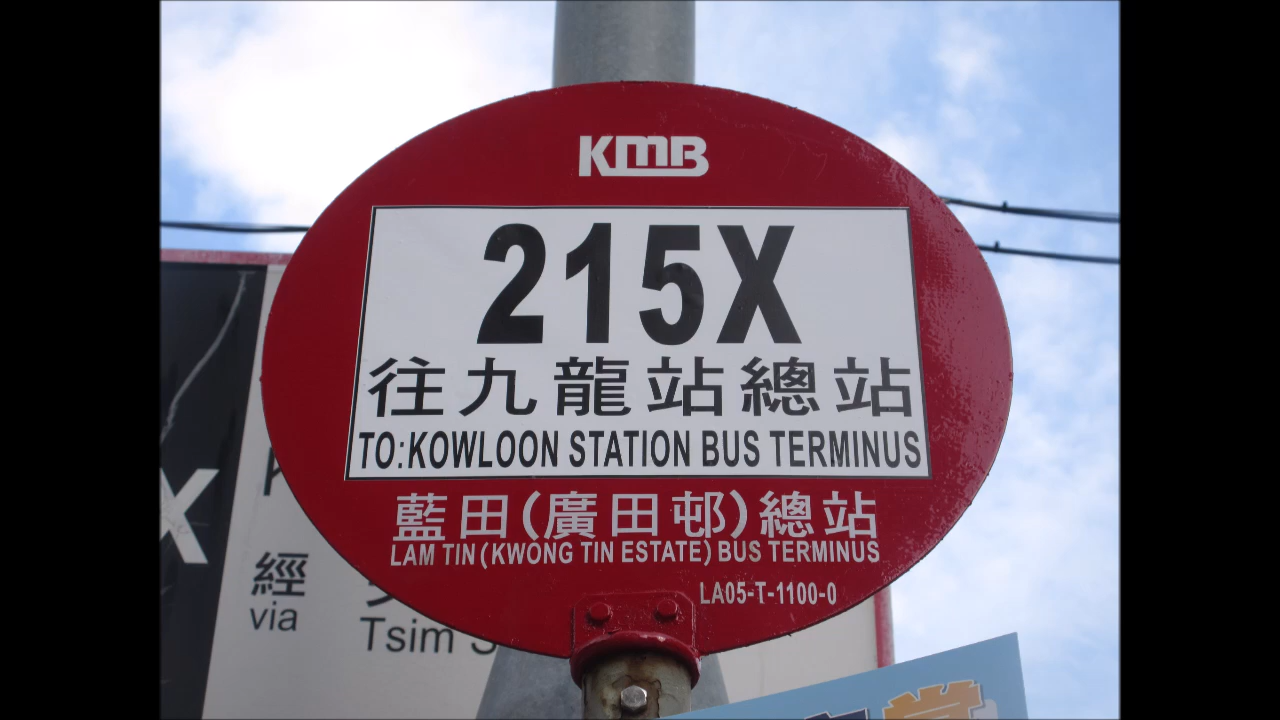 KMB
215X
往九龍站總站
TO:KOWLOON STATION BUS TERMINUS
藍田(廣田邨)總站
LAM TIN (KWONG TIN ESTATE) BUS TERMINUS
LA05-T-1100-0
X
經
via
Tsim S